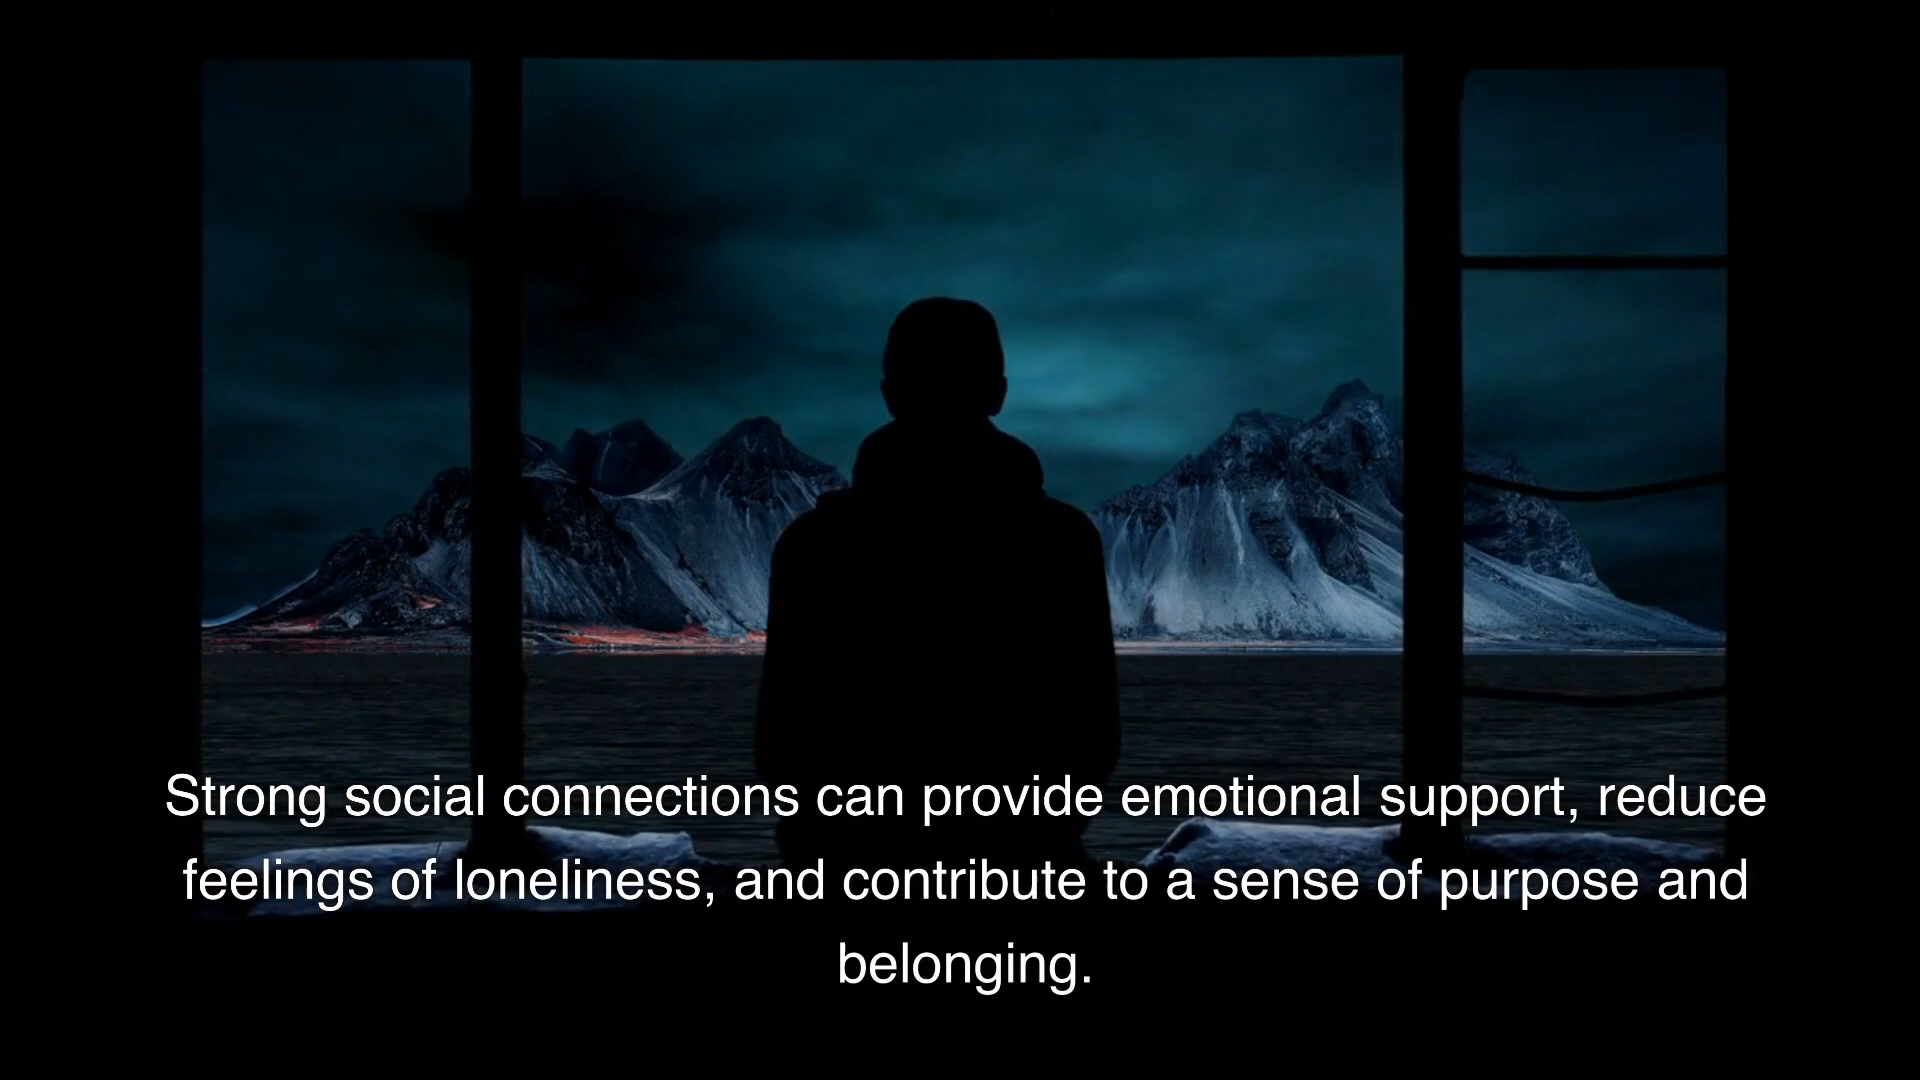 Strong social connections can provide emotional support, reduce
feelings of loneliness, and contribute to a sense of purpose and
belonging.